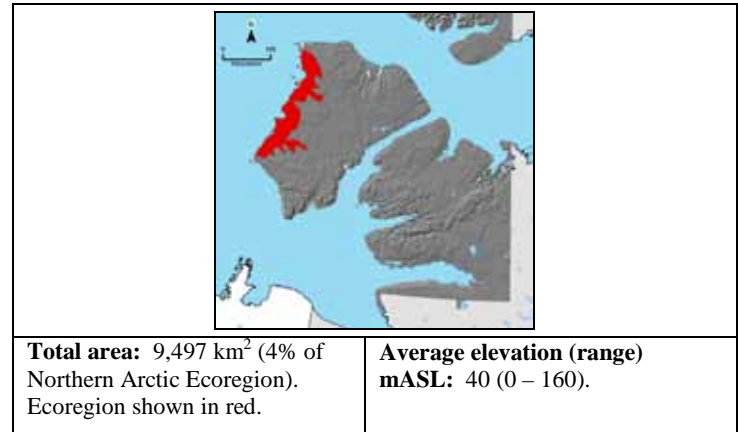 Total area: 9,497 km² (4% of
Northern Arctic Ecoregion).
Ecoregion shown in red.
Average elevation (range)
mASL: 40 (0 – 160).